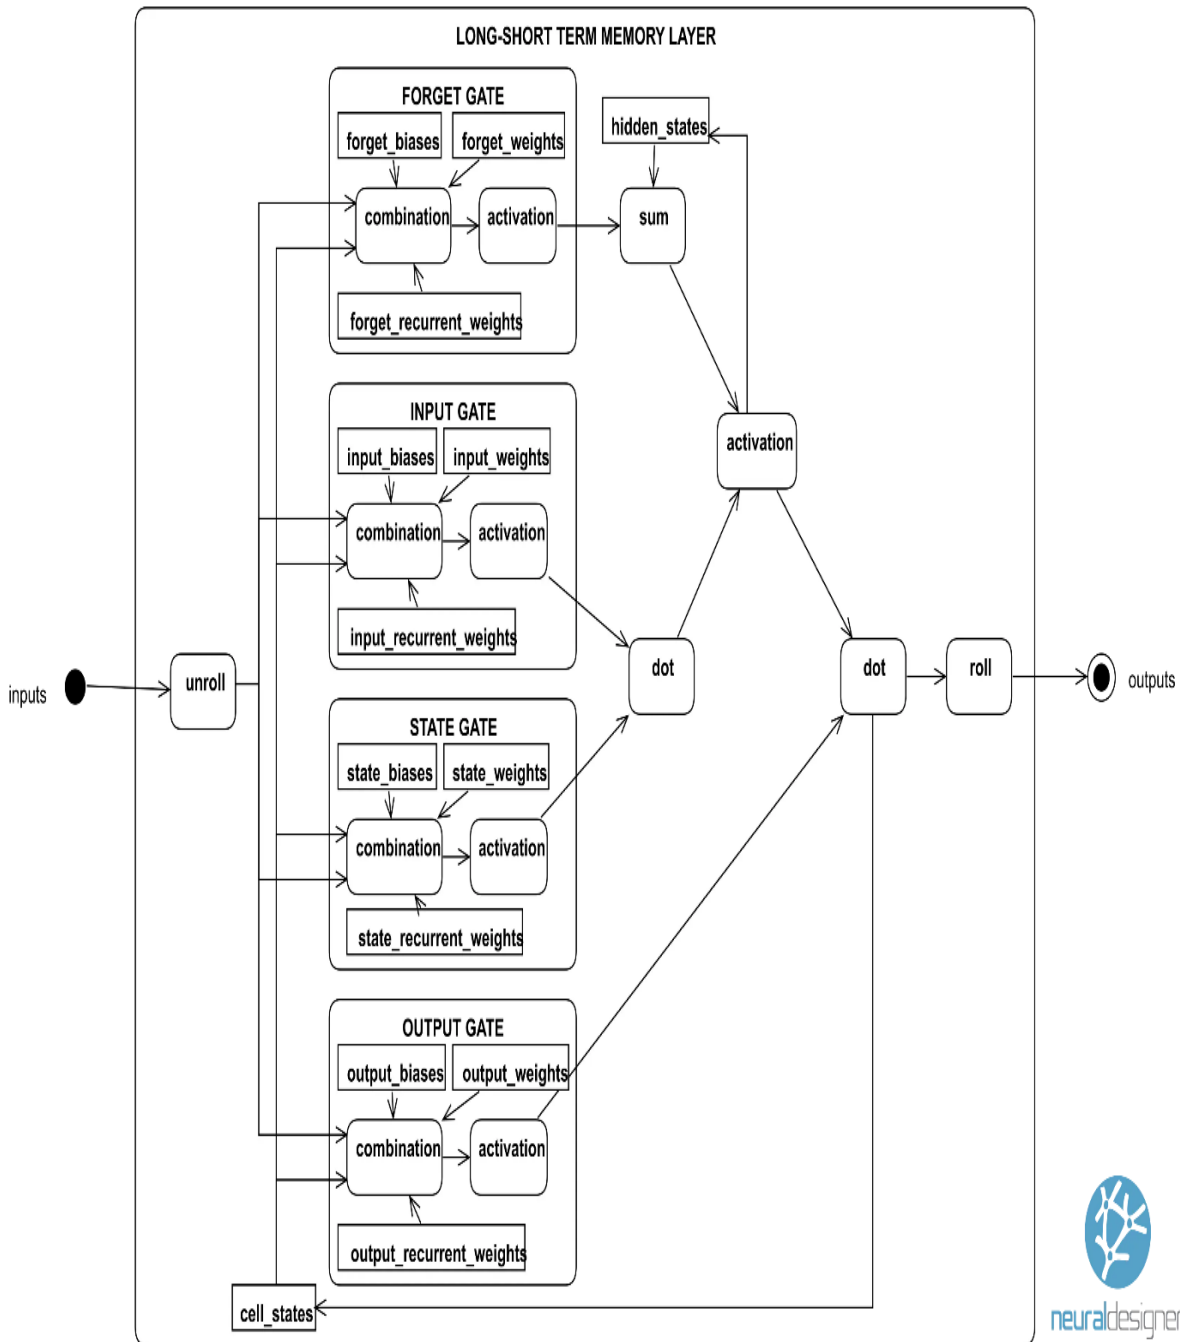 LONG-SHORT TERM MEMORY LAYER
FORGET GATE
forget_biases forget_weights
combination activation
forget_recurrent_weights
hidden_states
sum
activation
INPUT GATE
input_biases input_weights
combination activation
input_recurrent_weights
inputs
unroll
dot
dot
roll
outputs
STATE GATE
state_biases state_weights
combination activation
state_recurrent_weights
OUTPUT GATE
output_biases output_weights
combination activation
output_recurrent_weights
cell_states
neuraldesigner